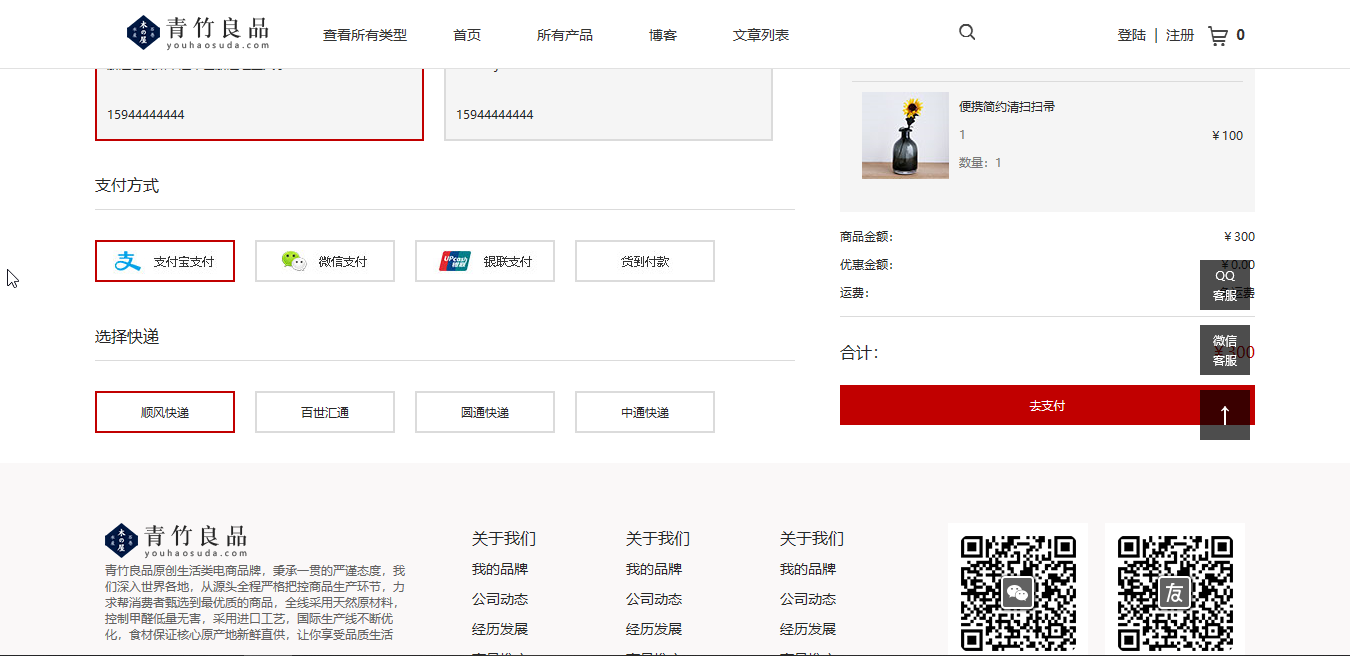 青竹良品
youhaosuda.com
查看所有类型
首页
所有产品
博客
文章列表
登陆 | 注册
0
15944444444
15944444444
便携简约清扫扫帚
1
¥ 100
数量：1
支付方式
支付宝支付
微信支付
UPcash
银联支付
货到付款
商品金额：
¥ 300
优惠金额：
¥ 0.00
运费：
QQ
客服
合计：
微信
客服
¥ 300
选择快递
顺风快递
百世汇通
圆通快递
中通快递
去支付
↑
青竹良品
youhaosuda.com
青竹良品原创生活类电商品牌，秉承一贯的严谨态度，我
们深入世界各地，从源头全程严格把控商品生产环节，力
求帮消费者甄选到最优质的商品，全线采用天然原材料，
控制甲醛低量无害，采用进口工艺，国际生产线不断优
化，食材保证核心原产地新鲜直供，让你享受品质生活
关于我们
我的品牌
公司动态
经历发展
关于我们
我的品牌
公司动态
经历发展
关于我们
我的品牌
公司动态
经历发展
友